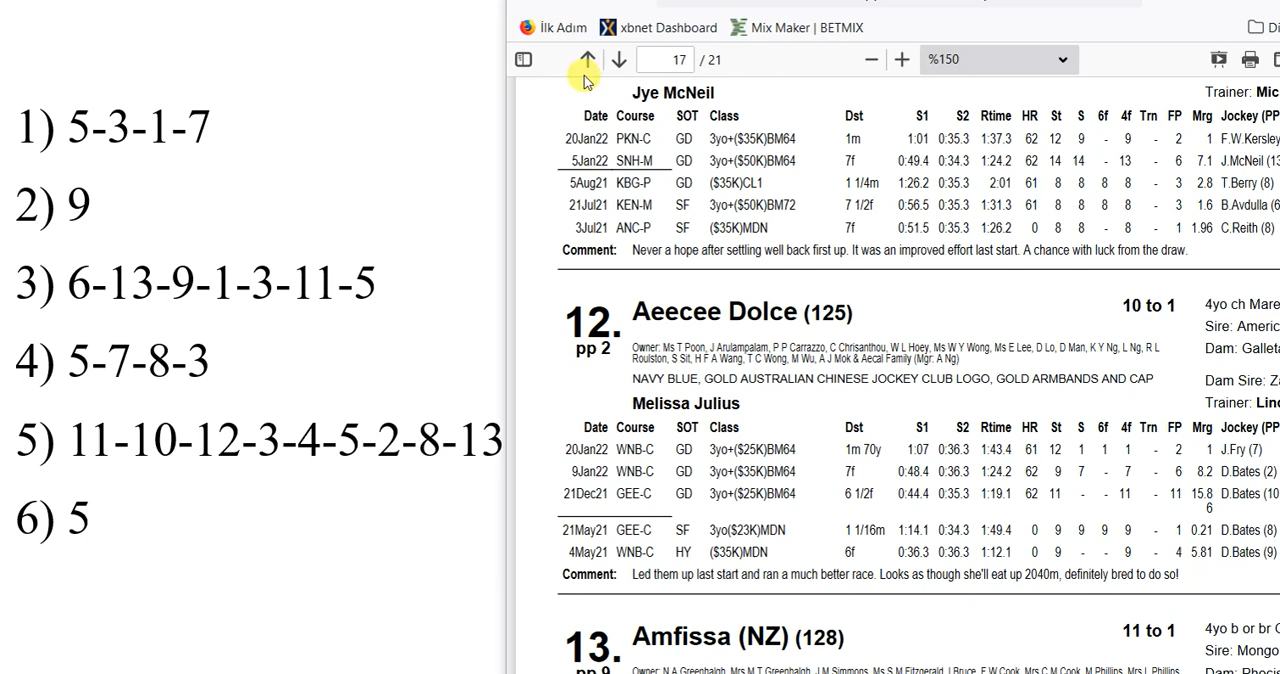 1) 5-3-1-7
2) 9
3) 6-13-9-1-3-11-5
4) 5-7-8-3
5) 11-10-12-3-4-5-2-8-13
6) 5
İlk Adım xbnet Dashboard Mix Maker | BETMIX
17 / 21 %150
Jye McNeil Trainer: Mic
Date Course SOT Class Dst S1 S2 Rtime HR St S 6f 4f Trn FP Mrg Jockey (PP
20Jan22 PKN-C GD 3yo+($35K)BM64 1m 1:01 0:35.3 1:37.3 62 12 9 - 9 - 2 1 F.W.Kersley
5Jan22 SNH-M GD 3yo+($50K)BM64 7f 0:49.4 0:34.3 1:24.2 62 14 14 - 13 - 6 7.1 J.McNeil (13
5Aug21 KBG-P GD ($35K)CL1 1 1/4m 1:26.2 0:35.3 2:01 61 8 8 8 8 - 3 2.8 T.Berry (8)
21Jul21 KEN-M SF 3yo+($50K)BM72 7 1/2f 0:56.5 0:35.3 1:31.3 61 8 8 8 8 - 3 1.6 B.Avdulla (6
3Jul21 ANC-P SF ($35K)MDN 7f 0:51.5 0:35.3 1:26.2 0 8 8 - 8 - 1 1.96 C.Reith (8)
Comment: Never a hope after settling well back first up. It was an improved effort last start. A chance with luck from the draw.
12. Aeecee Dolce (125) 10 to 1 4yo ch Mare
pp 2 Owner: Ms T Poon, J Arulampalam, P P Carrazzo, C Chrisanthou, W L Hoey, Ms W Y Wong, Ms E Lee, D Lo, D Man, K Y Ng, L Ng, R L Sire: Americ
Roulston, S Sit, H F A Wang, T C Wong, M Wu, A J Mok & Aecal Family (Mgr: A Ng) Dam: Galleta
NAVY BLUE, GOLD AUSTRALIAN CHINESE JOCKEY CLUB LOGO, GOLD ARMBANDS AND CAP Dam Sire: Za
Melissa Julius Trainer: Lind
Date Course SOT Class Dst S1 S2 Rtime HR St S 6f 4f Trn FP Mrg Jockey (PP
20Jan22 WNB-C GD 3yo+($25K)BM64 1m 70y 1:07 0:36.3 1:43.4 61 12 1 1 1 - 2 1 J.Fry (7)
9Jan22 WNB-C GD 3yo+($25K)BM64 7f 0:48.4 0:36.3 1:24.2 62 9 7 - 7 - 6 8.2 D.Bates (2)
21Dec21 GEE-C GD 3yo+($25K)BM64 6 1/2f 0:44.4 0:35.3 1:19.1 62 11 - - 11 - 11 15.8 D.Bates (10
6
21May21 GEE-C SF 3yo($23K)MDN 1 1/16m 1:14.1 0:34.3 1:49.4 0 9 9 9 9 - 1 0.21 D.Bates (8)
4May21 WNB-C HY ($35K)MDN 6f 0:36.3 0:36.3 1:12.1 0 9 - - 9 - 4 5.81 D.Bates (9)
Comment: Led them up last start and ran a much better race. Looks as though she'll eat up 2040m, definitely bred to do so!
13. Amfissa (NZ) (128) 11 to 1 4yo b or br
Sire: Mongo
pp 9